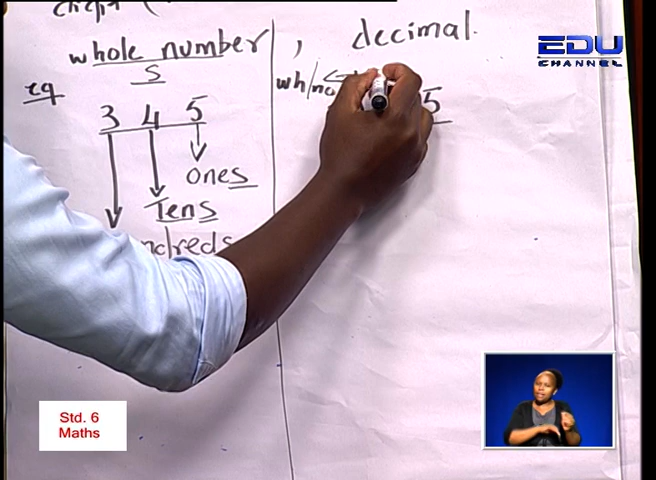 whole number , decimal.
s
eg
wh/no
3 4 5
5
ones
Tens
EDU
CHANNEL
Std. 6
Maths